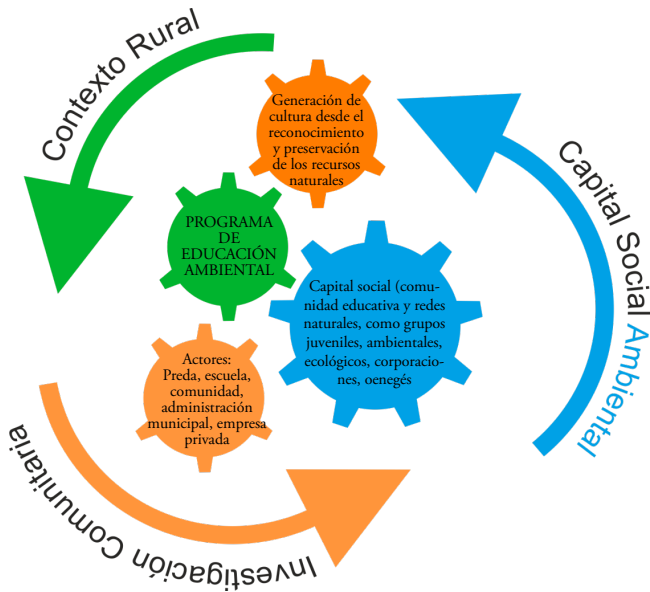 Contexto Rural
Generación de
cultura desde el
reconocimiento
y preservación
de los recursos
naturales
Capital Social Ambiental
PROGRAMA
DE
EDUCACIÓN
AMBIENTAL
Capital social (comu-
nidad educativa y redes
naturales, como grupos
juveniles, ambientales,
ecológicos, corporacio-
nes, oenegés
Actores:
Preda, escuela,
comunidad,
administración
municipal, empresa
privada
Investigación Comunitaria